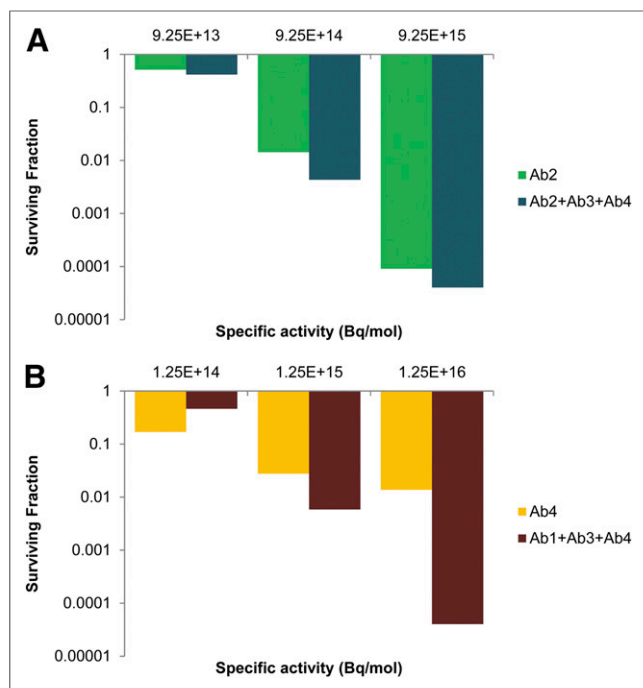 A
9.25E+13 9.25E+14 9.25E+15
1
0.1
0.01
0.001
0.0001
0.00001
Surviving Fraction
Ab2
Ab2+Ab3+Ab4
Specific activity (Bq/mol)
B
1.25E+14 1.25E+15 1.25E+16
1
0.1
0.01
0.001
0.0001
0.00001
Surviving Fraction
Ab4
Ab1+Ab3+Ab4
Specific activity (Bq/mol)